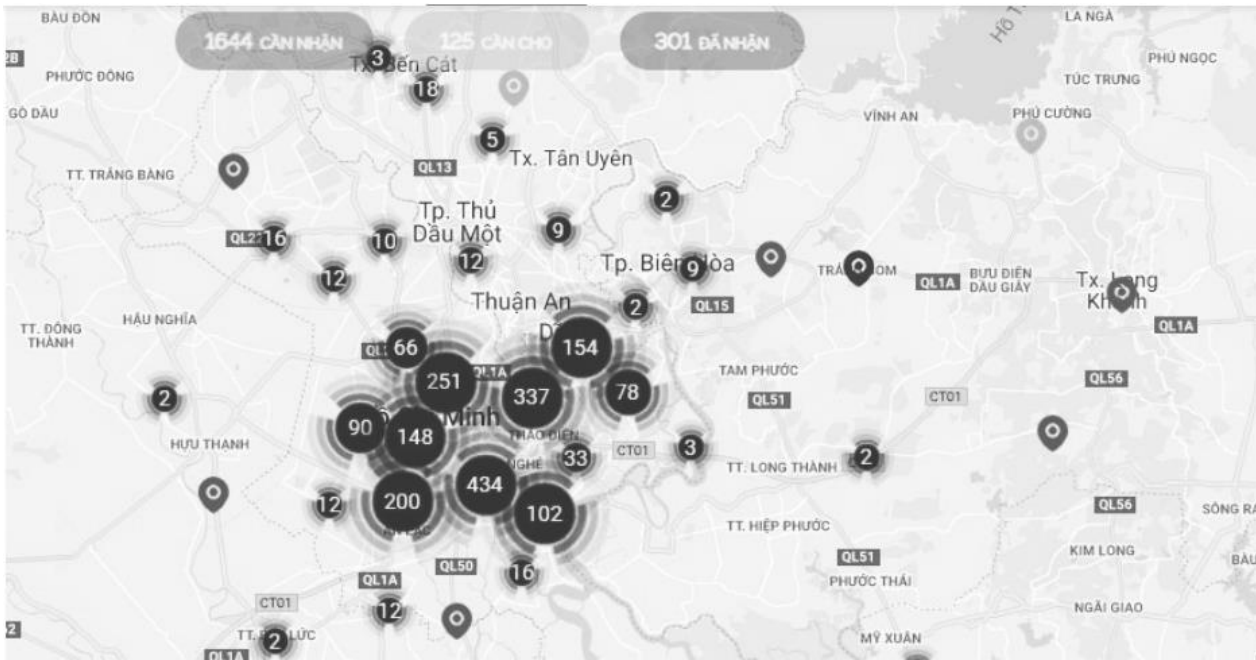 BÀU ĐỒN
1644 CẦN NHẬN
125 CẦN CHO
301 ĐÃ NHẬN
LA NGÀ
3
Tx. Bến Cát
PHÚ NGỌC
PHƯỚC ĐÔNG
18
TÚC TRƯNG
GÒ DẦU
VĨNH AN
PHÚ CƯỜNG
5
Tx. Tân Uyên
QL13
TT. TRẢNG BÀNG
2
Tp. Thủ
Dầu Một
9
16
10
12
Tp. Biên Hòa
9
12
QL1A
BƯU ĐIỆN
DẦU GIÂY
Thuận An
2
QL15
HẬU NGHĨA
TT. ĐÔNG
THÀNH
QL1A
66
154
251
QL1A
337
78
TAM PHƯỚC
QL56
2
QL51
CT01
90
148
Minh
THẢO ĐIỀN
HỰU THẠNH
33
CT01
3
TT. LONG THÀNH
2
434
12
200
102
QL56
TT. HIỆP PHƯỚC
KIM LONG
QL50
16
QL51
QL1A
PHƯỚC THÁI
CT01
12
NGÃI GIAO
2
MỸ XUÂN
QL1A